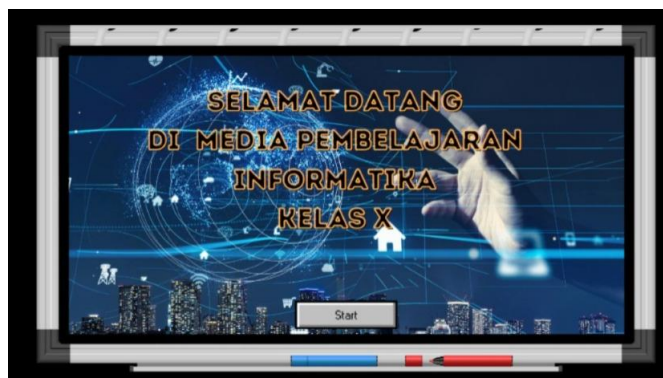 SELAMAT DATANG
DI MEDIA PEMBELAJARAN
INFORMATIKA
KELAS X
Start